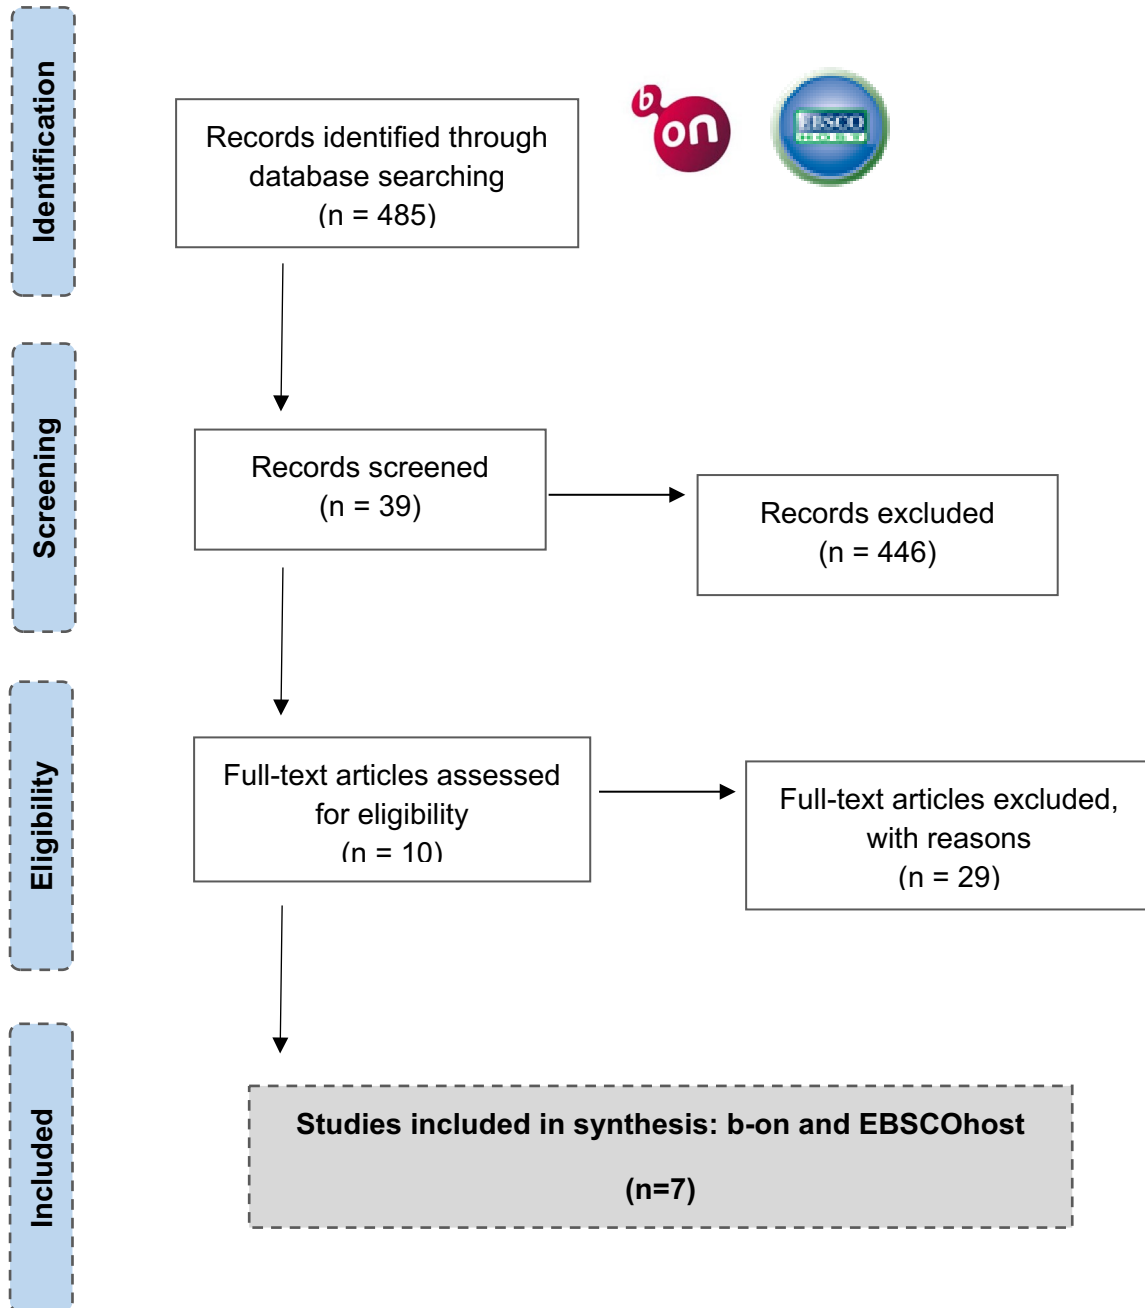 Identification
Records identified through
database searching
(n = 485)
b
on
EBSCO
HOST
Screening
Records screened
(n = 39)
Records excluded
(n = 446)
Eligibility
Full-text articles assessed
for eligibility
(n = 10)
Full-text articles excluded,
with reasons
(n = 29)
Included
Studies included in synthesis: b-on and EBSCOhost
(n=7)